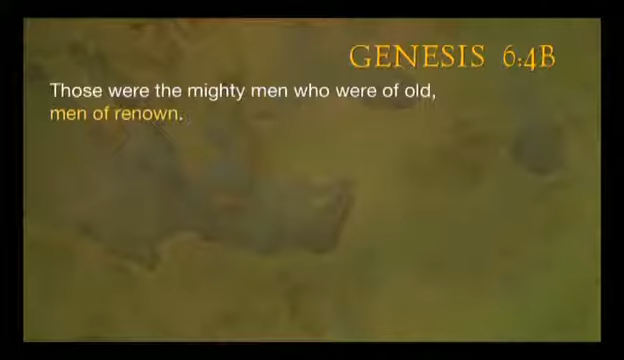 GENESIS 6:4B
Those were the mighty men who were of old,
men of renown.